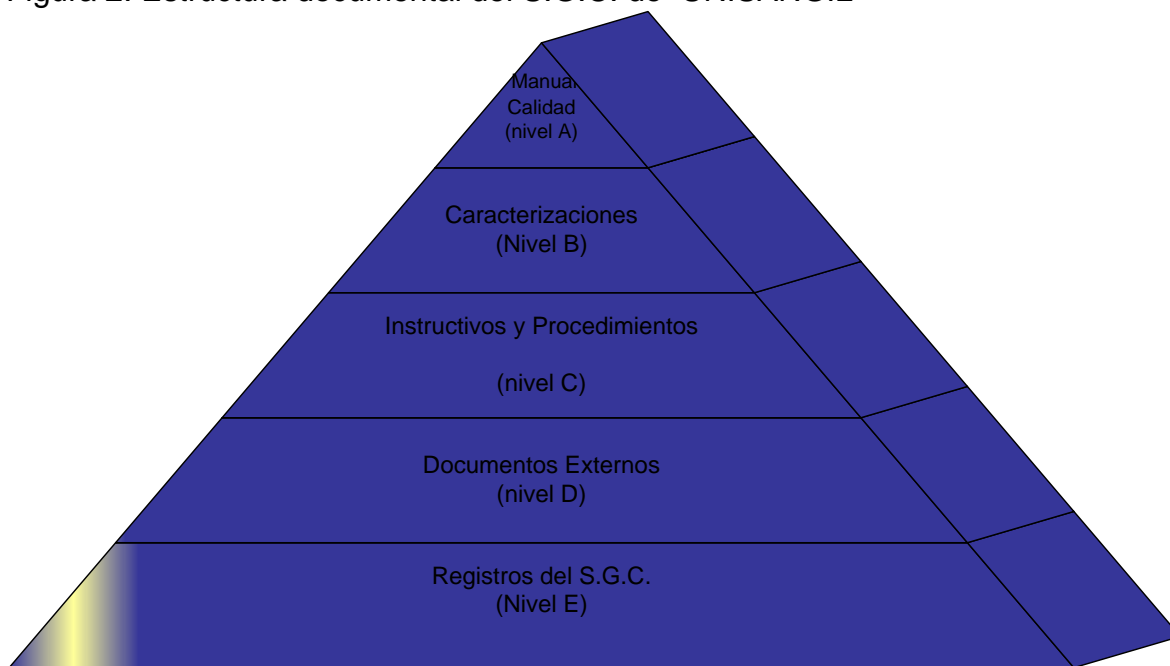 Manual
Calidad
(nivel A)
Caracterizaciones
(Nivel B)
Instructivos y Procedimientos
(nivel C)
Documentos Externos
(nivel D)
Registros del S.G.C.
(Nivel E)